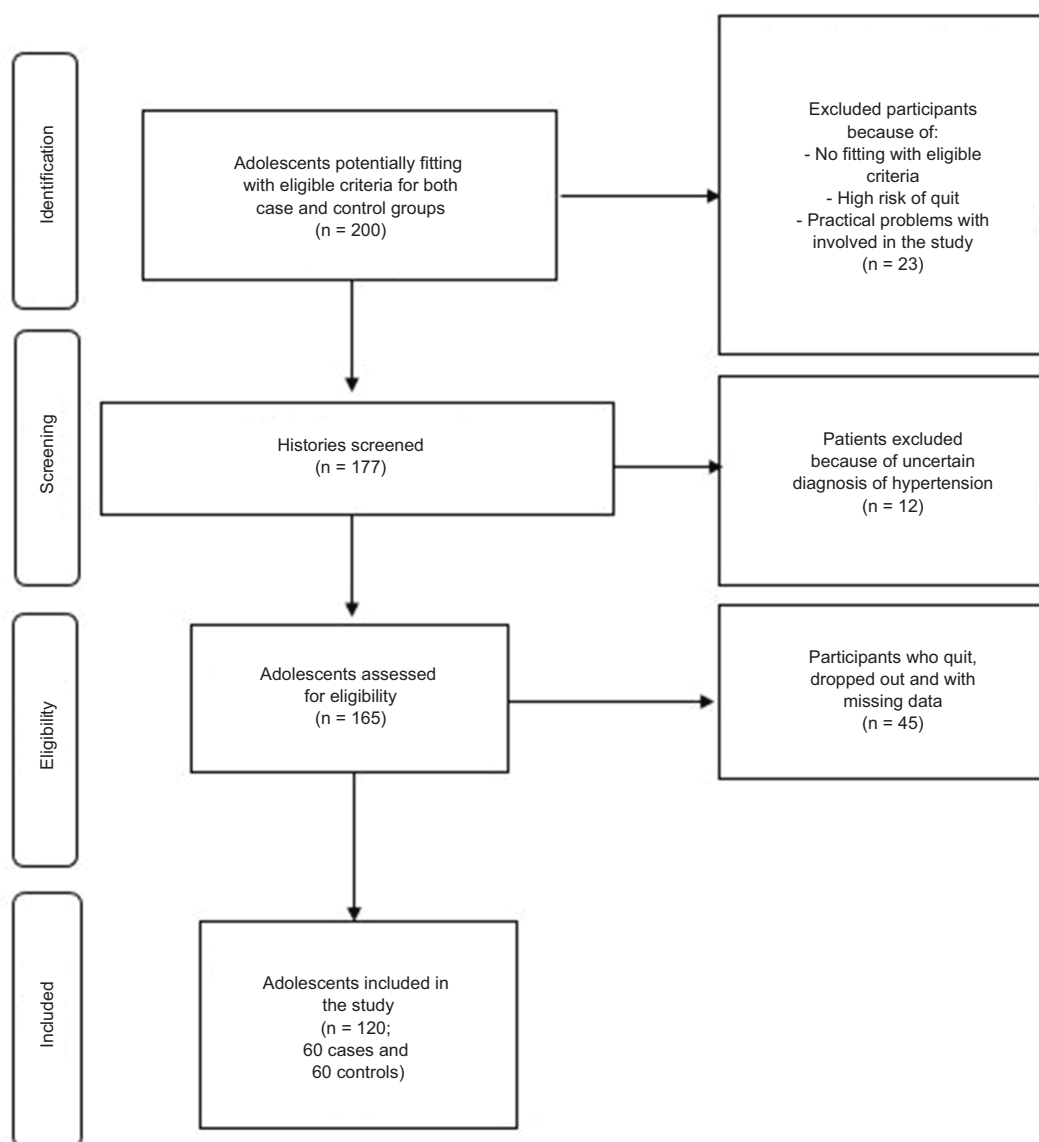 Identification
Adolescents potentially fitting
with eligible criteria for both
case and control groups
(n = 200)
Excluded participants
because of:
- No fitting with eligible
criteria
- High risk of quit
- Practical problems with
involved in the study
(n = 23)
Screening
Histories screened
(n = 177)
Patients excluded
because of uncertain
diagnosis of hypertension
(n = 12)
Eligibility
Adolescents assessed
for eligibility
(n = 165)
Participants who quit,
dropped out and with
missing data
(n = 45)
Included
Adolescents included in
the study
(n = 120;
60 cases and
60 controls)